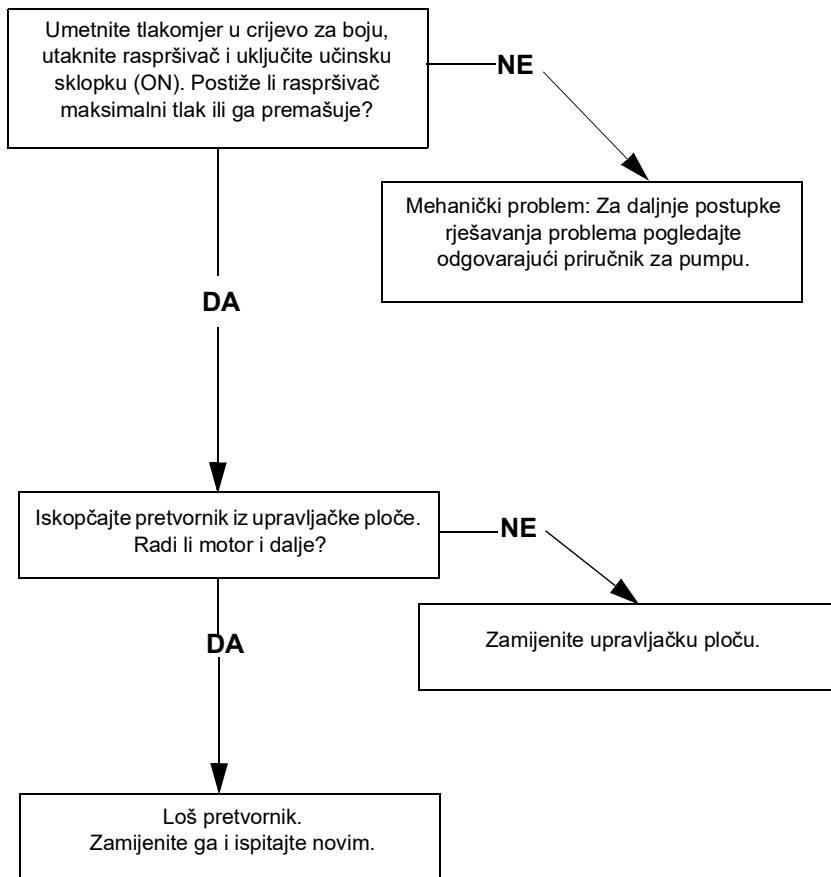 Umetnite tlakomjer u crijevo za boju,
utaknite raspršivač i uključite učinsku
sklopku (ON). Postiže li raspršivač
maksimalni tlak ili ga premašuje?
NE
Mehanički problem: Za daljnje postupke
rješavanja problema pogledajte
odgovarajući priručnik za pumpu.
DA
Iskopčajte pretvornik iz upravljačke ploče.
Radi li motor i dalje?
NE
Zamijenite upravljačku ploču.
DA
Loš pretvornik.
Zamijenite ga i ispitajte novim.